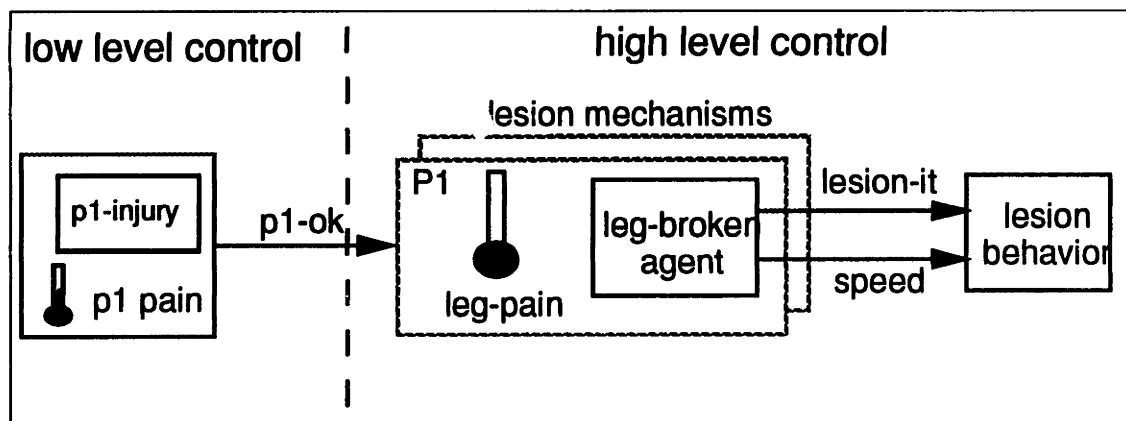 low level control
high level control
lesion mechanisms
p1-injury
p1 pain
p1-ok
P1
leg-pain
leg-broken
agent
lesion-it
speed
lesion
behavior